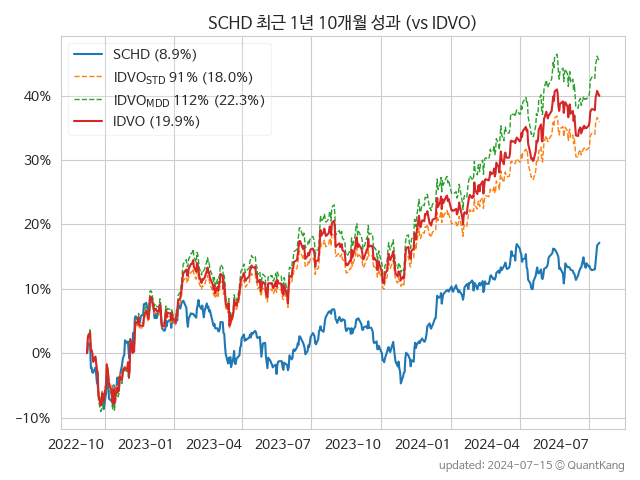 SCHD 최근 1년 10개월 성과 (vs IDVO)
SCHD (8.9%)
IDVO_STD 91% (18.0%)
IDVO_MDD 112% (22.3%)
IDVO (19.9%)
40%
30%
20%
10%
0%
−10%
2022−10 2023−01 2023−04 2023−07 2023−10 2024−01 2024−04 2024−07
updated: 2024-07-15 © QuantKang